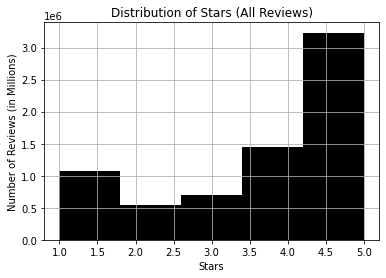 Distribution of Stars (All Reviews)
1e6
Number of Reviews (in Millions)
3.0
2.5
2.0
1.5
1.0
0.5
0.0
1.0 1.5 2.0 2.5 3.0 3.5 4.0 4.5 5.0
Stars